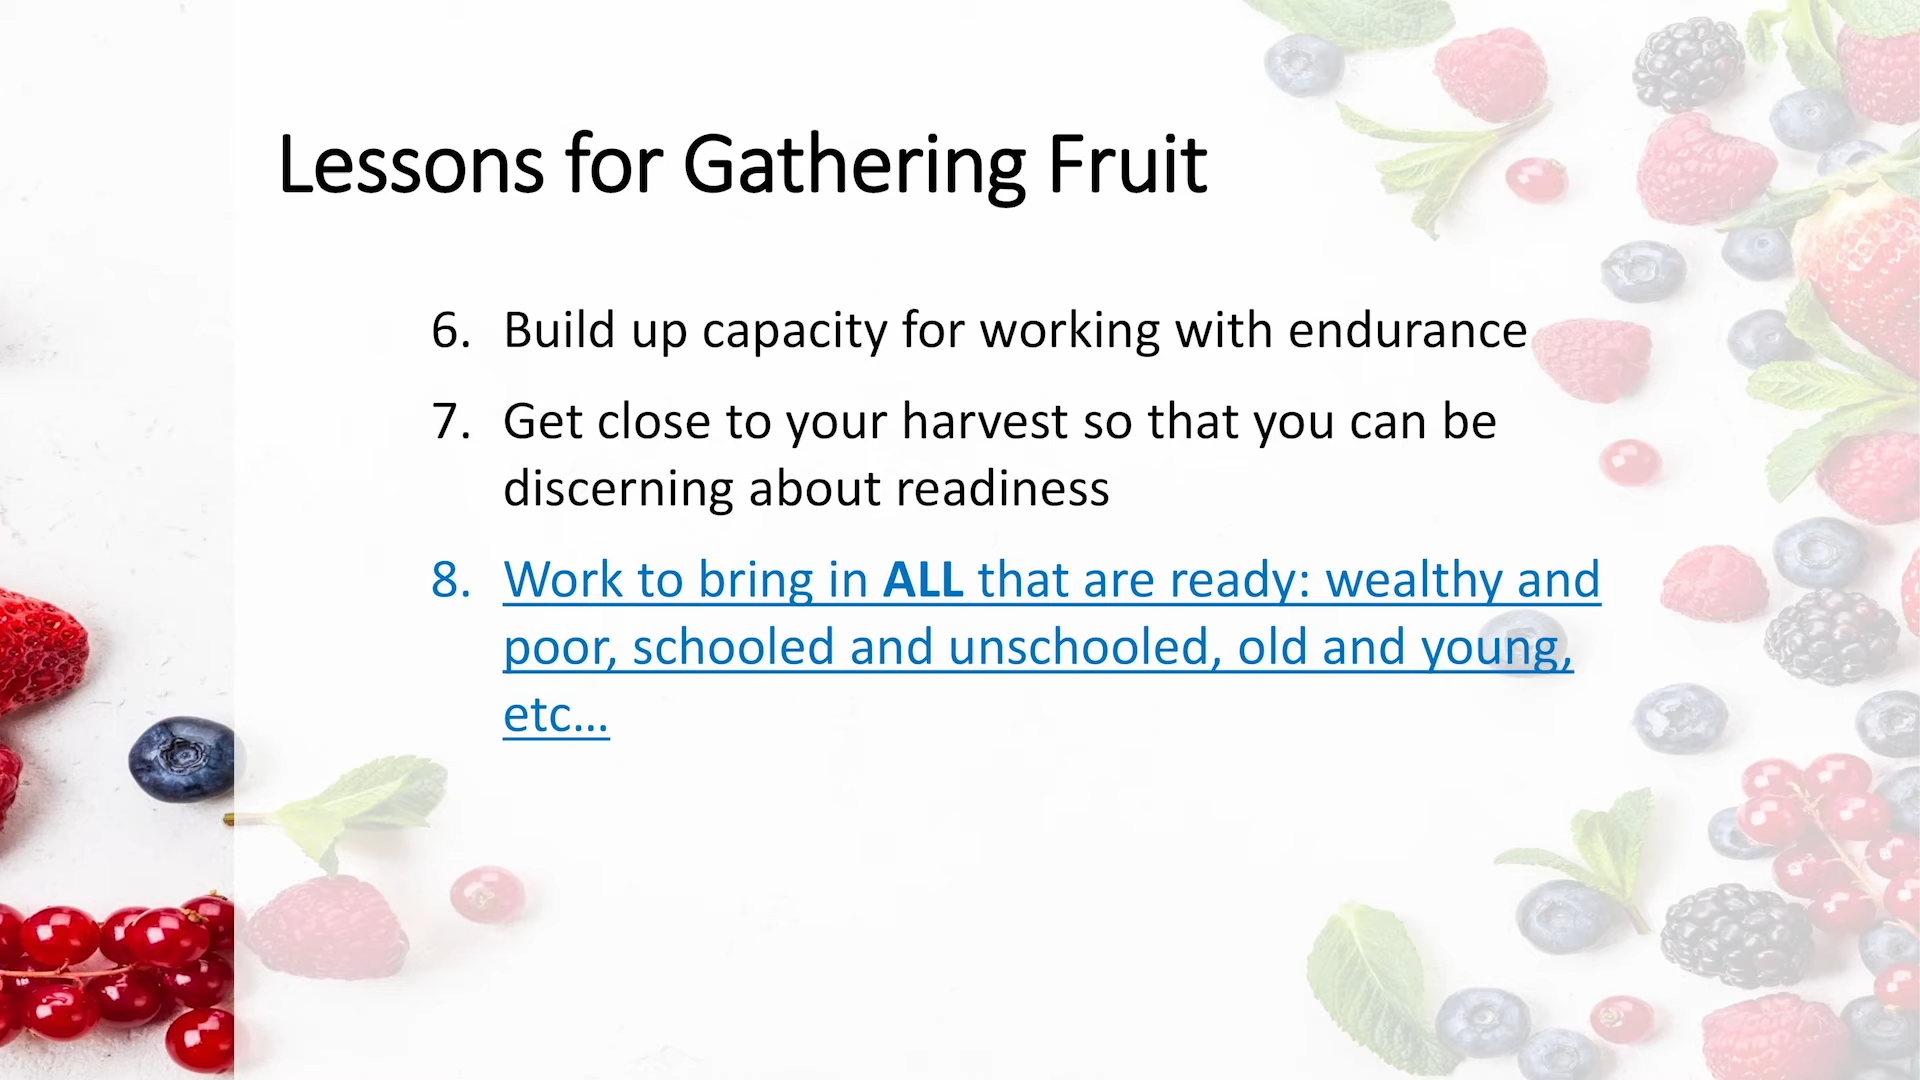 Lessons for Gathering Fruit
6. Build up capacity for working with endurance
7. Get close to your harvest so that you can be
discerning about readiness
8. Work to bring in ALL that are ready: wealthy and
poor, schooled and unschooled, old and young,
etc...